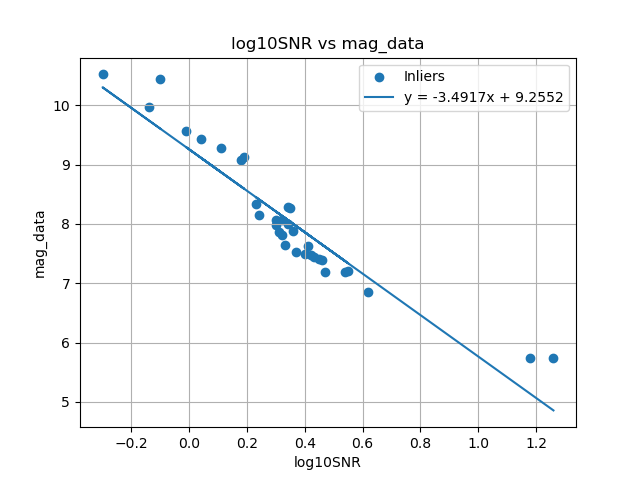 log10SNR vs mag_data
Inliers
y = -3.4917x + 9.2552
10
9
8
7
6
5
mag_data
−0.2 0.0 0.2 0.4 0.6 0.8 1.0 1.2
log10SNR